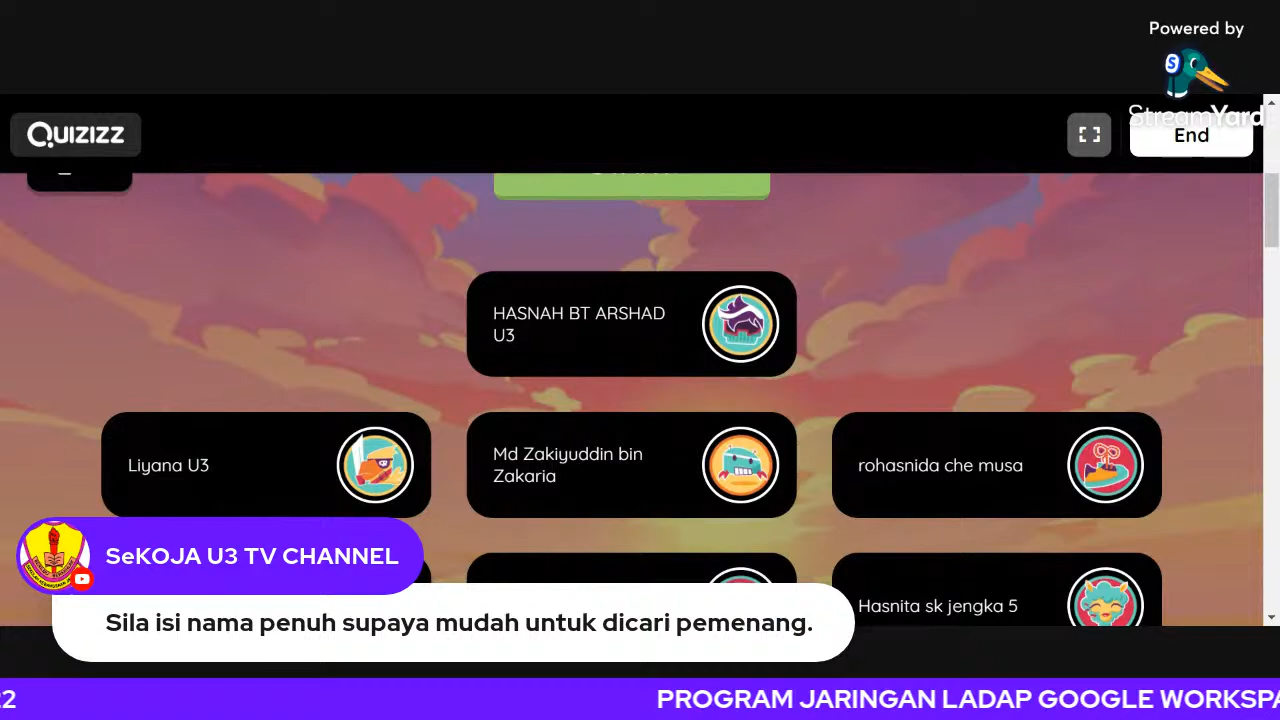 Powered by
StreamYard
QUIZIZZ
End
HASNAH BT ARSHAD
U3
Liyana U3
Md Zakiyuddin bin
Zakaria
rohasnida che musa
SeKOJA U3 TV CHANNEL
Hasnita sk jengka 5
Sila isi nama penuh supaya mudah untuk dicari pemenang.
22
PROGRAM JARINGAN LADAP GOOGLE WORKSPA